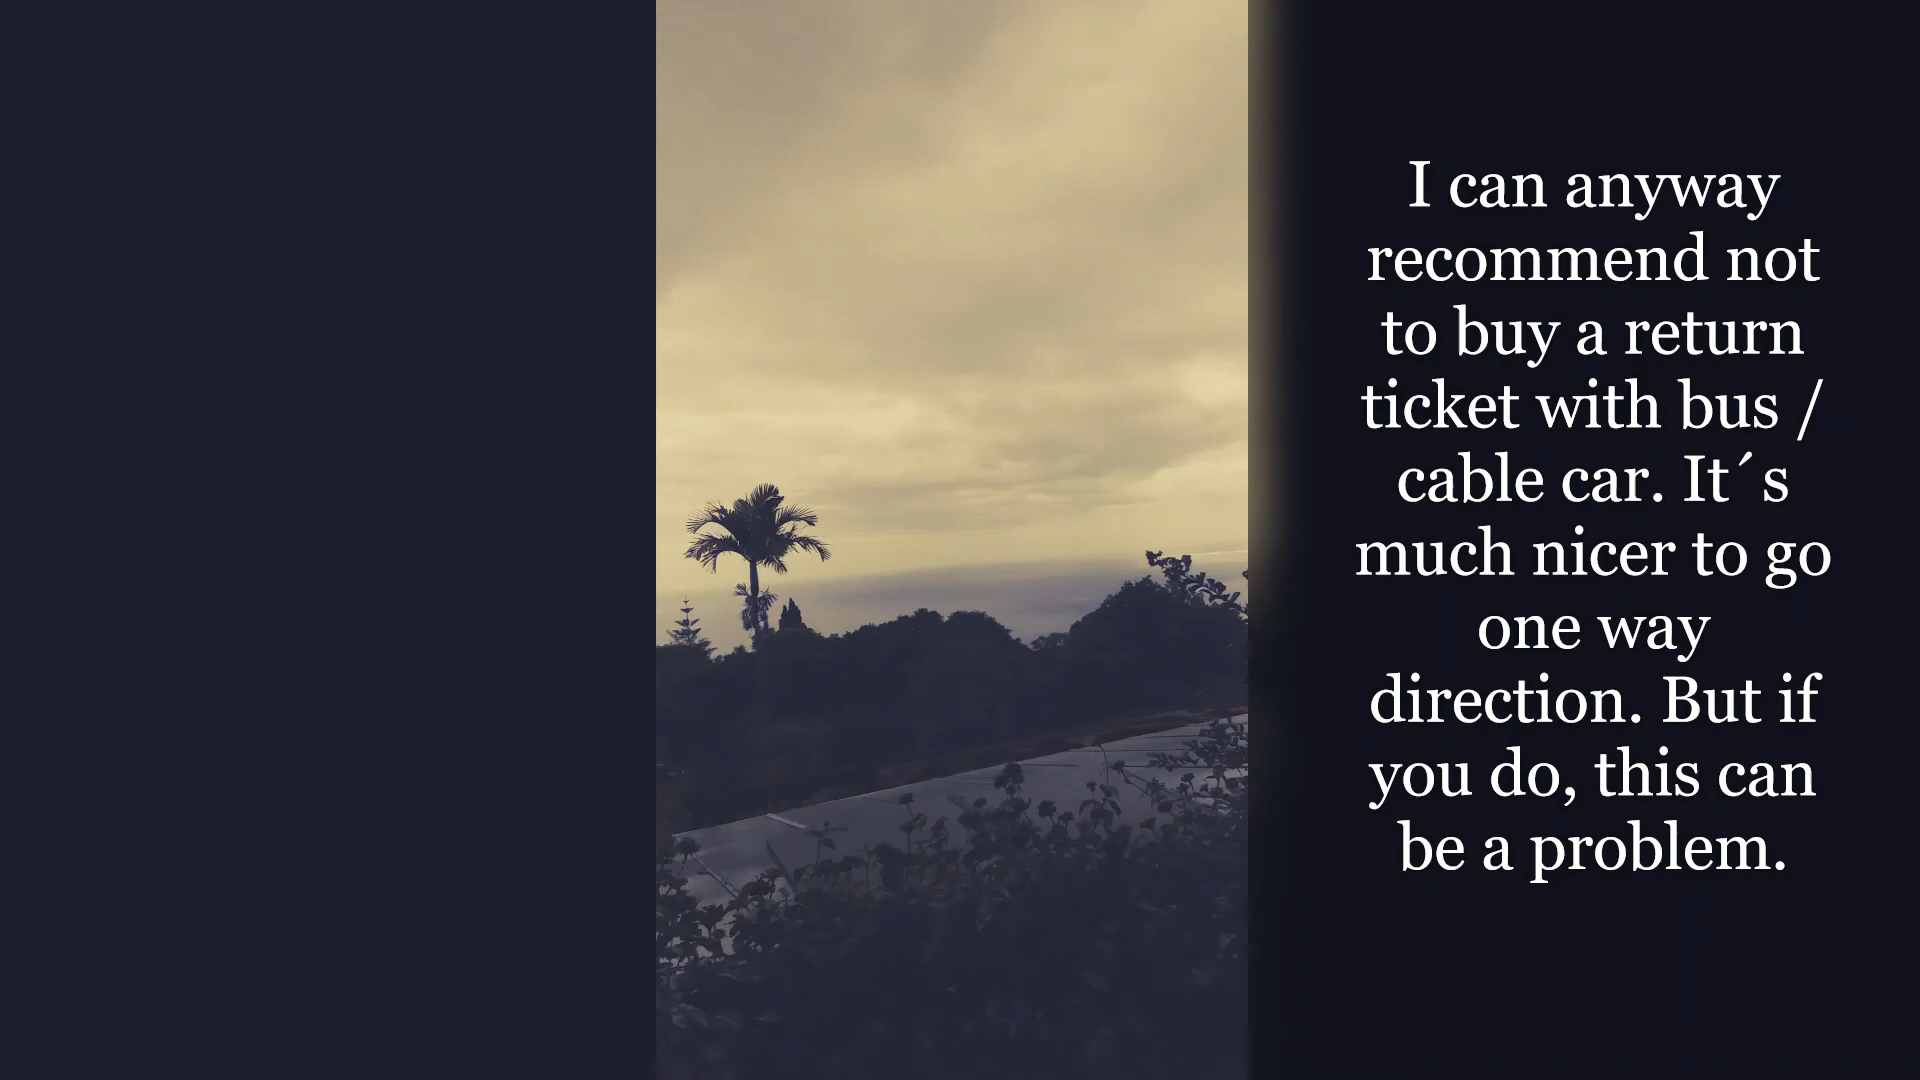 I can anyway
recommend not
to buy a return
ticket with bus /
cable car. It´s
much nicer to go
one way
direction. But if
you do, this can
be a problem.